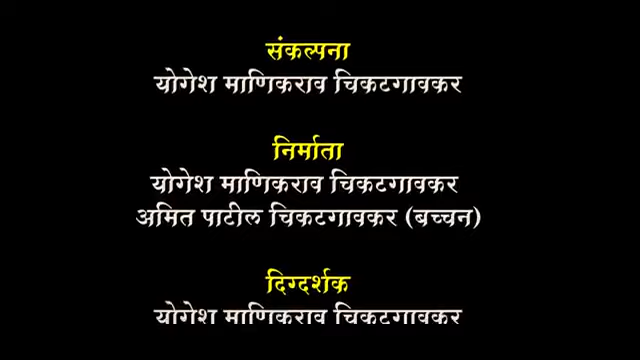 संकल्पना
योगेश माणिकराव चिकटगावकर
निर्माता
योगेश माणिकराव चिकटगावकर
अमित पाटील चिकटगावकर (बच्चन)
दिग्दर्शक
योगेश माणिकराव चिकटगावकर